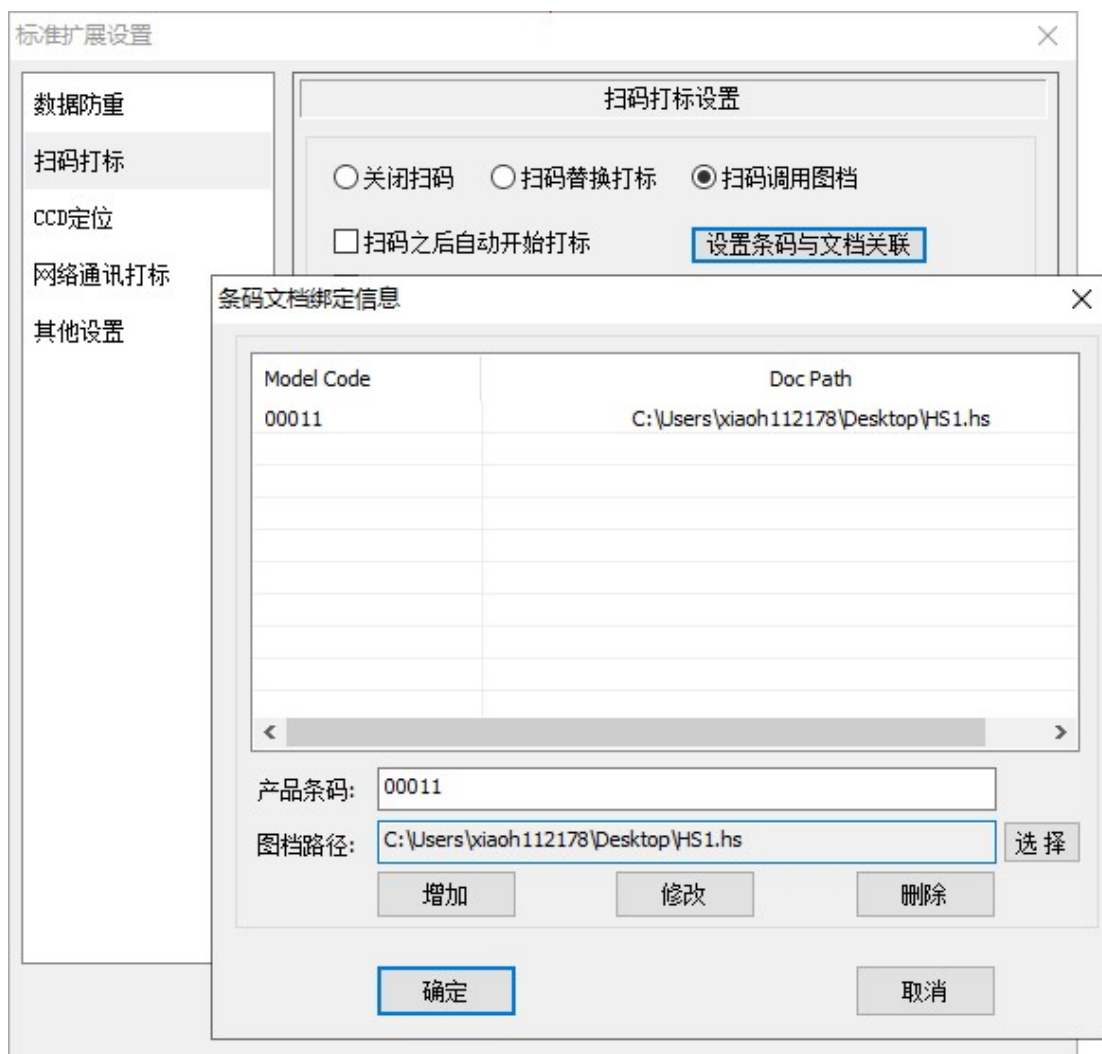 标准扩展设置
数据防重
扫码打标
CCD定位
网络通讯打标
其他设置
扫码打标设置
关闭扫码 扫码替换打标 扫码调用图档
扫码之后自动开始打标 设置条码与文档关联
条码文档绑定信息
Model Code Doc Path
00011 C:\Users\xiaoh112178\Desktop\HS1.hs
产品条码: 00011
图档路径: C:\Users\xiaoh112178\Desktop\HS1.hs 选择
增加 修改 删除
确定 取消